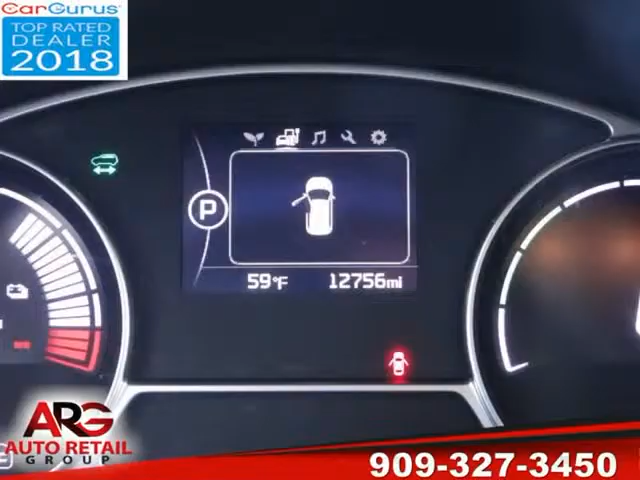 CarGurus
TOP RATED
DEALER
2018
P
59°F
12756mi
ARG
AUTO RETAIL
GROUP
909-327-3450